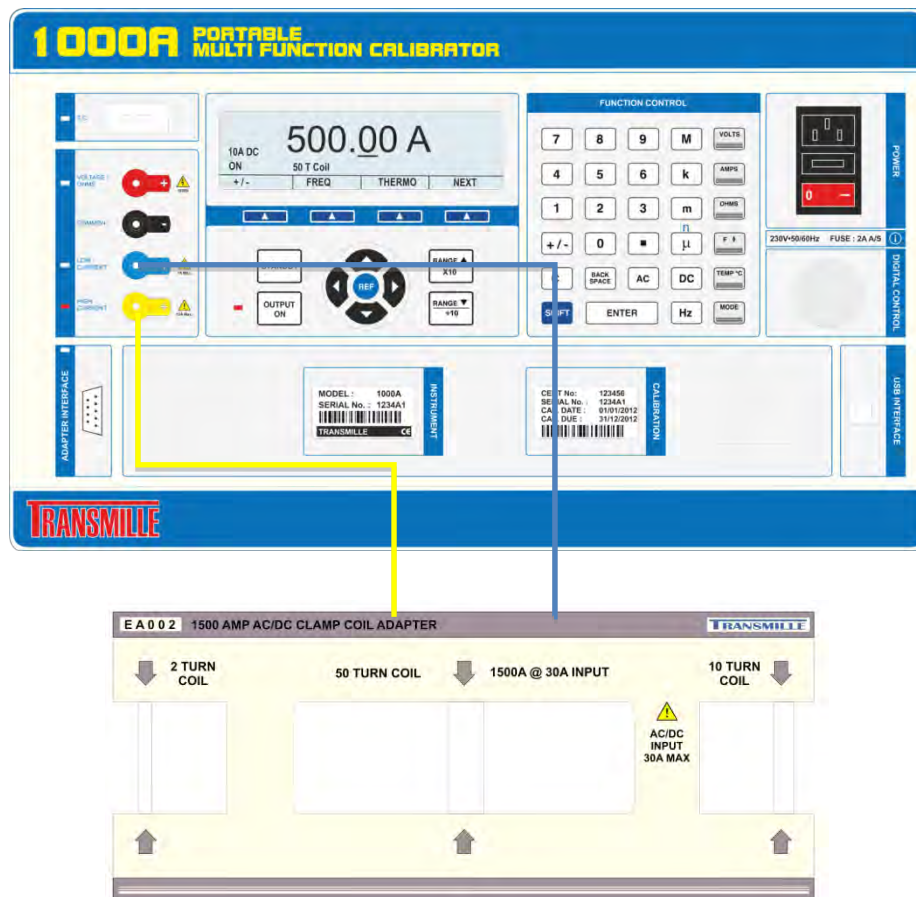 1000A PORTABLE
MULTI FUNCTION CALIBRATOR
T/C
VOLTAGE / OHMS
COMMON
LOW CURRENT
HIGH CURRENT
500.00 A
10A DC
ON
50 T Coil
+/- FREQ THERMO NEXT
REF
OUTPUT ON
RANGE ▲ X10
RANGE ▼ ÷10
FUNCTION CONTROL
7 8 9 M VOLTS
4 5 6 k AMPS
1 2 3 m OHMS
n
+/- 0 ■ µ F
BACK SPACE AC DC TEMP °C
ENTER Hz MODE
0 –
POWER
230V~50/60Hz FUSE : 2A A/S
DIGITAL CONTROL
ADAPTER INTERFACE
MODEL : 1000A
SERIAL No. : 1234A1
TRANSMILLE CE
INSTRUMENT
CERT No: 123456
SERIAL No. : 1234A1
CAL. DATE : 01/01/2012
CAL. DUE : 31/12/2012
CALIBRATION
USB INTERFACE
TRANSMILLE
EA002 1500 AMP AC/DC CLAMP COIL ADAPTER TRANSMILLE
2 TURN COIL
50 TURN COIL
1500A @ 30A INPUT
10 TURN COIL
AC/DC
INPUT
30A MAX